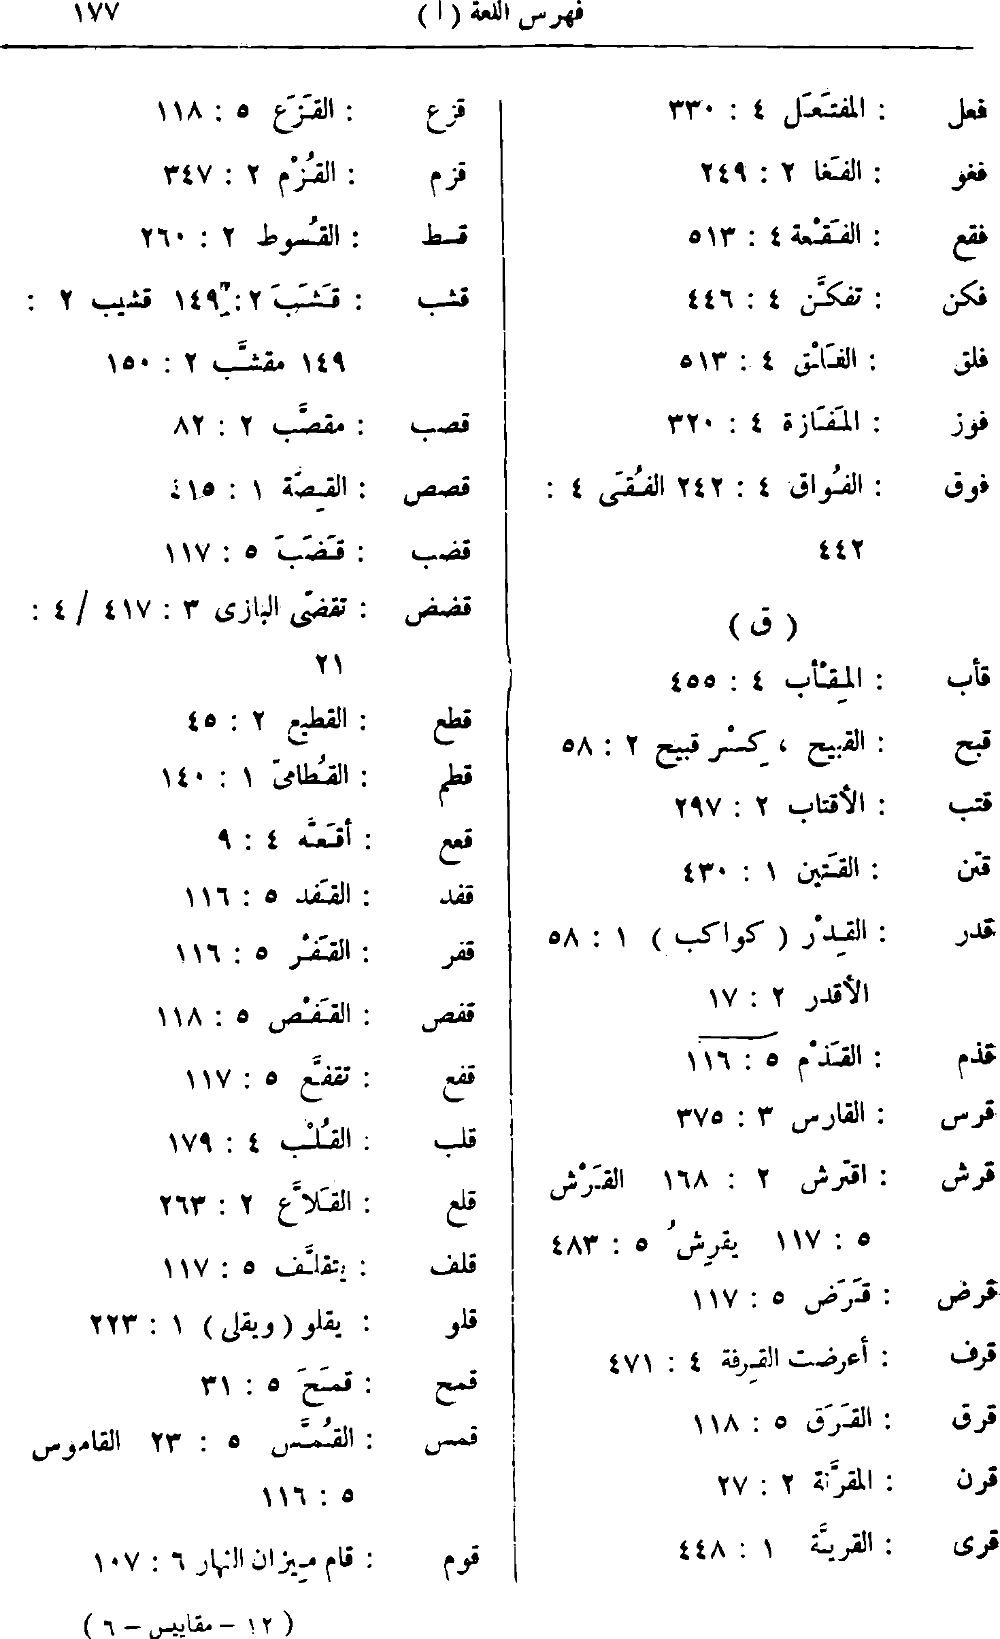 فهرس اللغة ( أ ) ١٧٧
فعل : المفتَعَل ٤ : ٣٣٠
فغو : الفَغا ٢ : ٢٤٩
فقع : الفَقْعة ٤ : ٥١٣
فكن : تفكَّن ٤ : ٤٤٦
فلق : الفَالْق ٤ : ٥١٣
فوز : المَفَازة ٤ : ٣٢٠
فوق : الفُواق ٤ : ٢٤٢ الفُقَى ٤ :
٤٤٢
( ق )
قأب : المِقْأب ٤ : ٤٥٥
قبح : القبيح ، كِسْر قبيح ٢ : ٥٨
قتب : الأقتاب ٢ : ٢٩٧
قتن : القَتين ١ : ٤٣٠
قدر : القِدْر ( كواكب ) ١ : ٥٨
الأقدر ٢ : ١٧
قذم : القَذْم ٥ : ١١٦
قرس : القارس ٣ : ٣٧٥
قرش : اقترش ٢ : ١٦٨ القَرْش
٥ : ١١٧ يقرِشُ ٥ : ٤٨٣
قرض : قَرَض ٥ : ١١٧
قرف : أعرضت القِرفة ٤ : ٤٧١
قرق : القَرَق ٥ : ١١٨
قرن : المقرَّنة ٢ : ٢٧
قرى : القريَّة ١ : ٤٤٨
قزع : القَزَع ٥ : ١١٨
قزم : القُزْم ٢ : ٣٤٧
قسط : القُسوط ٢ : ٢٦٠
قشب : قَشَبَ ٢ : ١٤٩ قشيب ٢ :
١٤٩ مقشَّب ٢ : ١٥٠
قصب : مقصَّب ٢ : ٨٢
قصص : القِصَّة ١ : ٤١٥
قضب : قَضَبَ ٥ : ١١٧
قضض : تقضّى البازى ٣ : ٤١٧ / ٤ :
٢١
قطع : القطيع ٢ : ٤٥
قطم : القُطامىّ ١ : ١٤٠
قعع : أقَعَّه ٤ : ٩
قفد : القَفد ٥ : ١١٦
قفر : القَفْر ٥ : ١١٦
قفص : القَفْص ٥ : ١١٨
قفع : تقفَّع ٥ : ١١٧
قلب : القُلْب ٤ : ١٧٩
قلع : القَلاَّع ٢ : ٢٦٣
قلف : يتقلَّف ٥ : ١١٧
قلو : يقلو ( ويقلى ) ١ : ٢٢٣
قمح : قمَحَ ٥ : ٣١
قمس : القُمَّس ٥ : ٢٣ القاموس
٥ : ١١٦
قوم : قام ميزان النهار ٦ : ١٠٧
( ١٢ – مقاييس – ٦ )